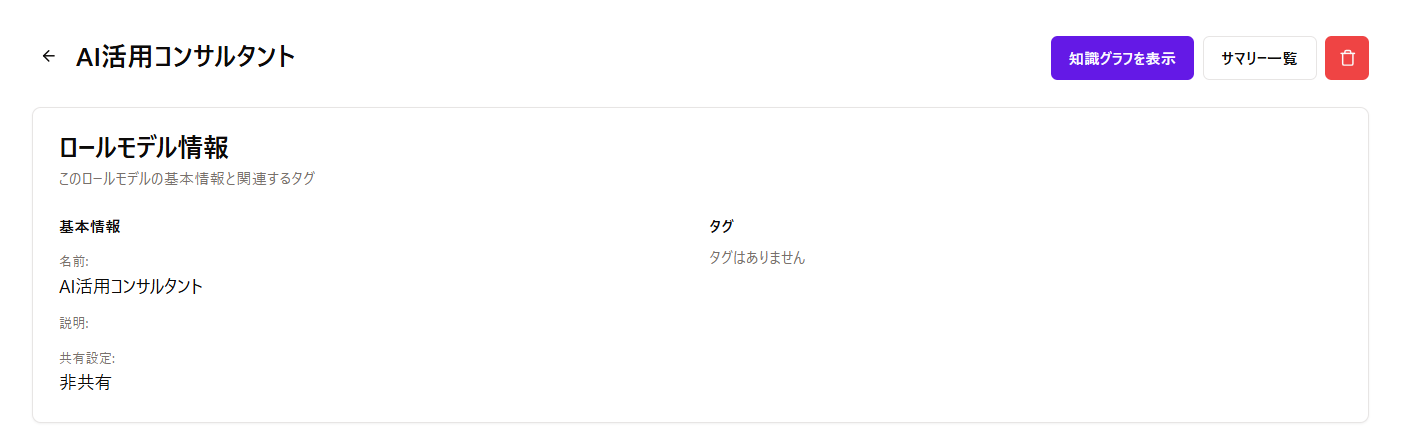 AI活用コンサルタント
知識グラフを表示
サマリー一覧
ロールモデル情報
このロールモデルの基本情報と関連するタグ
基本情報
名前:
AI活用コンサルタント
説明:
共有設定:
非共有
タグ
タグはありません